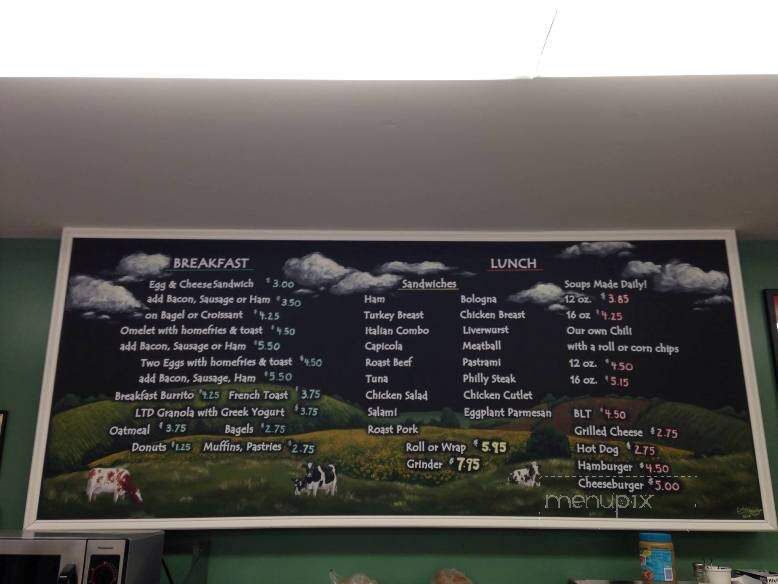 BREAKFAST
Egg & Cheese Sandwich $3.00
add Bacon, Sausage or Ham $3.50
on Bagel or Croissant $4.25
Omelet with homefries & toast $4.50
add Bacon, Sausage or Ham $5.50
Two Eggs with homefries & toast $4.50
add Bacon, Sausage, Ham $5.50
Breakfast Burrito $4.25 French Toast $3.75
LTD Granola with Greek Yogurt $3.75
Oatmeal $3.75 Bagels $2.75
Donuts $1.25 Muffins, Pastries $2.75
LUNCH
Sandwiches
Ham
Turkey Breast
Italian Combo
Capicola
Roast Beef
Tuna
Chicken Salad
Salami
Roast Pork
Bologna
Chicken Breast
Liverwurst
Meatball
Pastrami
Philly Steak
Chicken Cutlet
Eggplant Parmesan
Roll or Wrap $5.95
Grinder $7.95
Soups Made Daily!
12 oz. $3.85
16 oz $4.25
Our own Chili
with a roll or corn chips
12 oz. $4.50
16 oz. $5.15
BLT $4.50
Grilled Cheese $2.75
Hot Dog $2.75
Hamburger $4.50
Cheeseburger $5.00
menupix